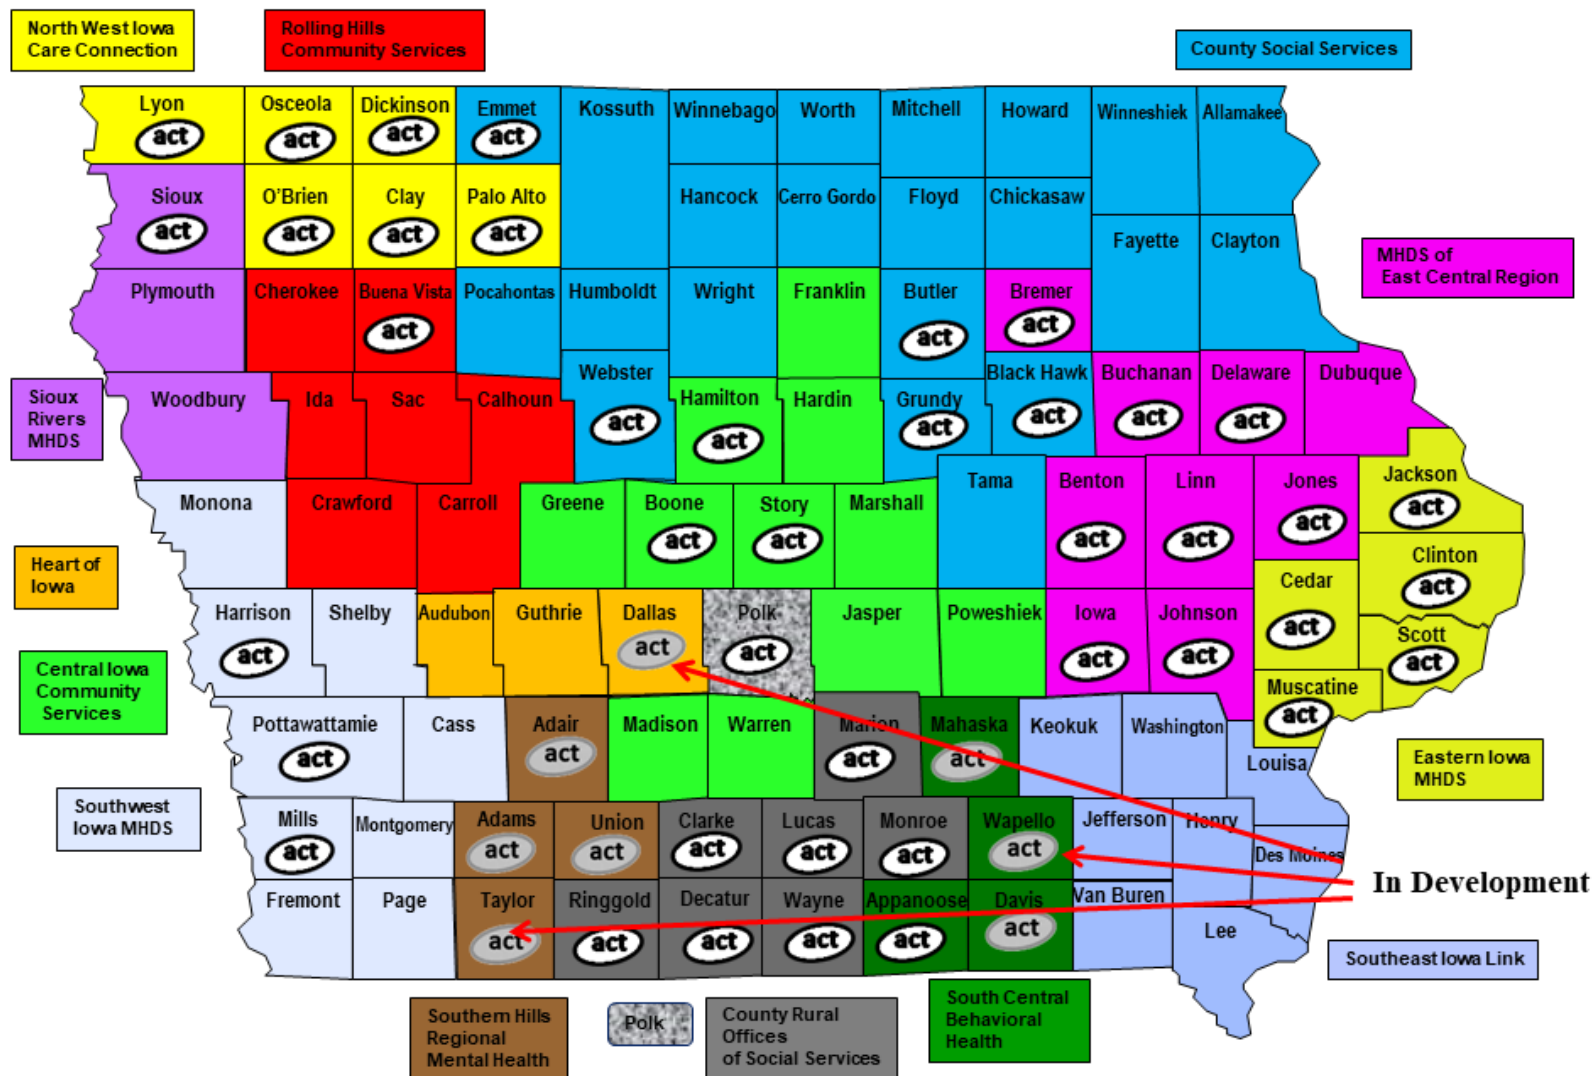 North West Iowa
Care Connection
Rolling Hills
Community Services
County Social Services
Lyon
act
Osceola
act
Dickinson
act
Emmet
act
Kossuth
Winnebago
Worth
Mitchell
Howard
Winneshiek
Allamakee
Sioux
act
O'Brien
act
Clay
act
Palo Alto
act
Hancock
Cerro Gordo
Floyd
Chickasaw
Fayette
Clayton
MHDS of
East Central Region
Plymouth
Cherokee
Buena Vista
act
Pocahontas
Humboldt
Wright
Franklin
Butler
act
Bremer
act
Sioux
Rivers
MHDS
Woodbury
Ida
Sac
Calhoun
Webster
act
Hamilton
act
Hardin
Grundy
act
Black Hawk
act
Buchanan
act
Delaware
act
Dubuque
Monona
Crawford
Carroll
Greene
Boone
act
Story
act
Marshall
Tama
Benton
act
Linn
act
Jones
act
Jackson
act
Clinton
act
Heart of
Iowa
Harrison
act
Shelby
Audubon
Guthrie
Dallas
act
Polk
act
Jasper
Poweshiek
Iowa
act
Johnson
act
Cedar
act
Scott
act
Muscatine
act
Central Iowa
Community
Services
Pottawattamie
act
Cass
Adair
act
Madison
Warren
Marion
act
Mahaska
act
Keokuk
Washington
Louisa
Eastern Iowa
MHDS
Southwest
Iowa MHDS
Mills
act
Montgomery
Adams
act
Union
act
Clarke
act
Lucas
act
Monroe
act
Wapello
act
Jefferson
Henry
Des Moines
In Development
Fremont
Page
Taylor
act
Ringgold
act
Decatur
act
Wayne
act
Appanoose
act
Davis
act
Van Buren
Lee
Southeast Iowa Link
Southern Hills
Regional
Mental Health
Polk
County Rural
Offices
of Social Services
South Central
Behavioral
Health